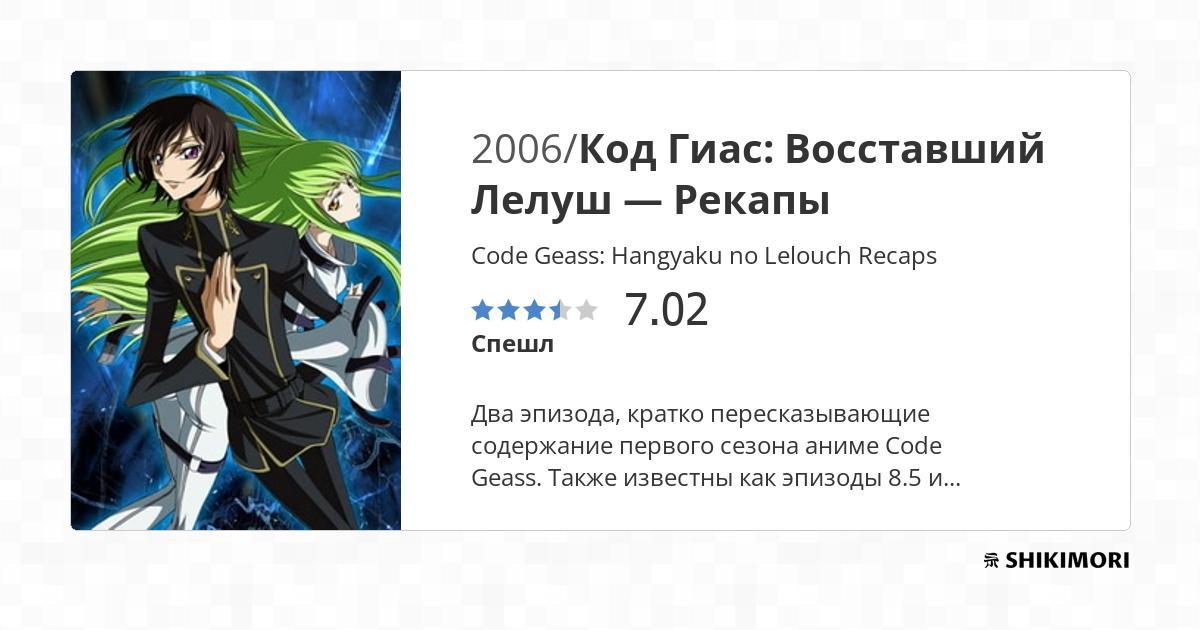 2006/Код Гиас: Восставший
Лелуш — Рекапы
Code Geass: Hangyaku no Lelouch Recaps
7.02
Спешл
Два эпизода, кратко пересказывающие
содержание первого сезона аниме Code
Geass. Также известны как эпизоды 8.5 и...
SHIKIMORI